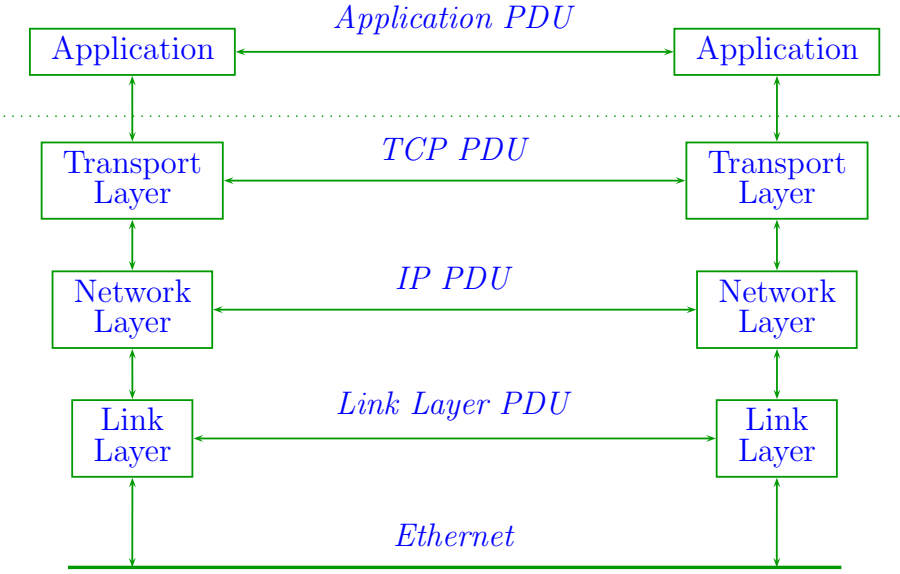 Application PDU
Application
Application
TCP PDU
Transport
Layer
Transport
Layer
IP PDU
Network
Layer
Network
Layer
Link Layer PDU
Link
Layer
Link
Layer
Ethernet